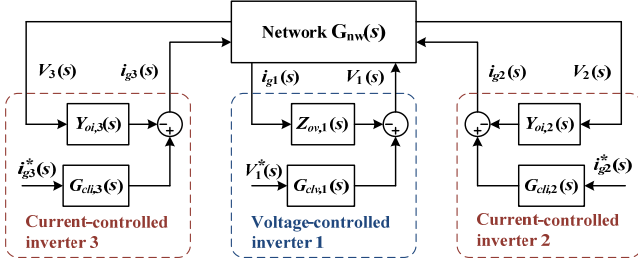 Network G_nw(s)
V_3(s) i_g3(s) i_g1(s) V_1(s) i_g2(s) V_2(s)
Y_oi,3(s) - + Z_ov,1(s) - + - + Y_oi,2(s)
i*_g3(s) G_cli,3(s) V*_1(s) G_clv,1(s) G_cli,2(s) i*_g2(s)
Current-controlled
inverter 3
Voltage-controlled
inverter 1
Current-controlled
inverter 2